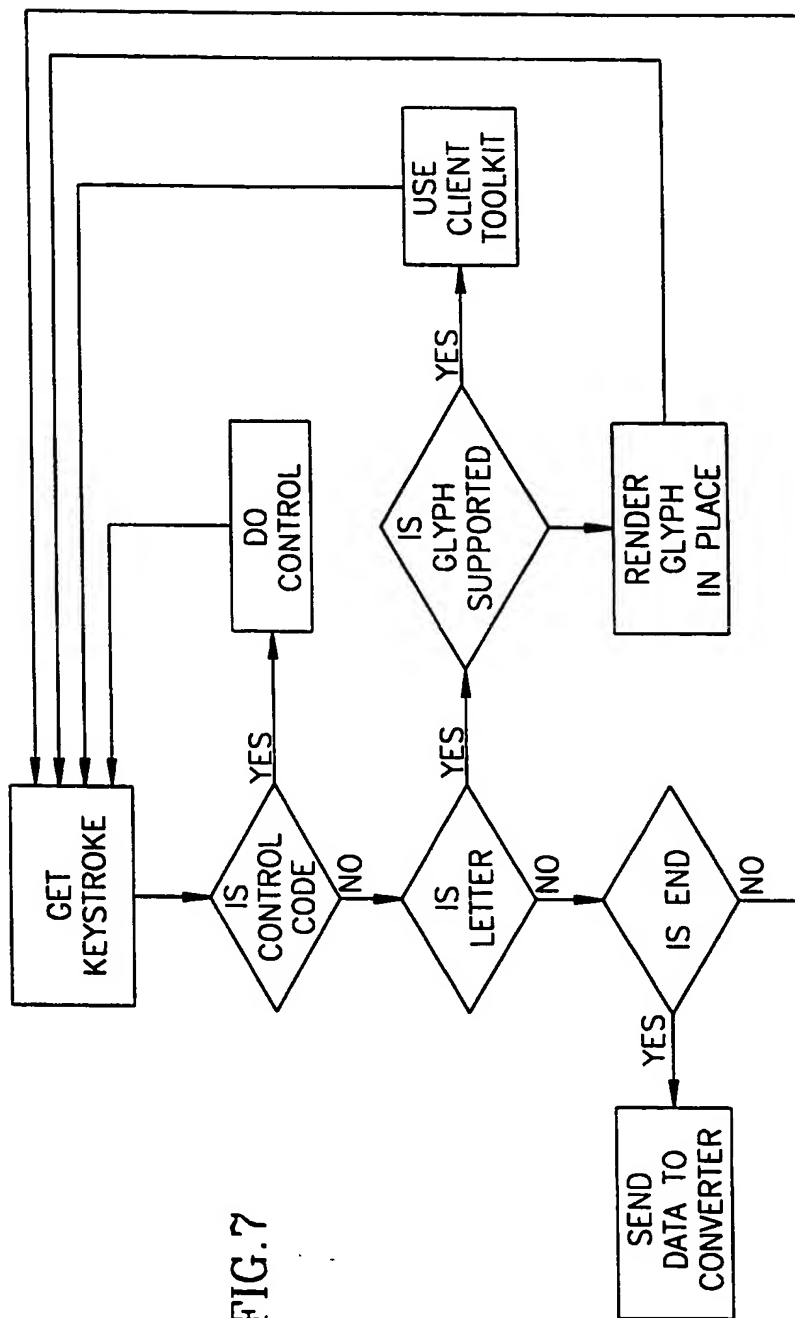 GET
KEYSTROKE
IS
CONTROL
CODE
YES
DO
CONTROL
NO
IS
LETTER
YES
IS
GLYPH
SUPPORTED
YES
USE
CLIENT
TOOLKIT
RENDER
GLYPH
IN PLACE
NO
IS END
YES
NO
SEND
DATA TO
CONVERTER
FIG.7